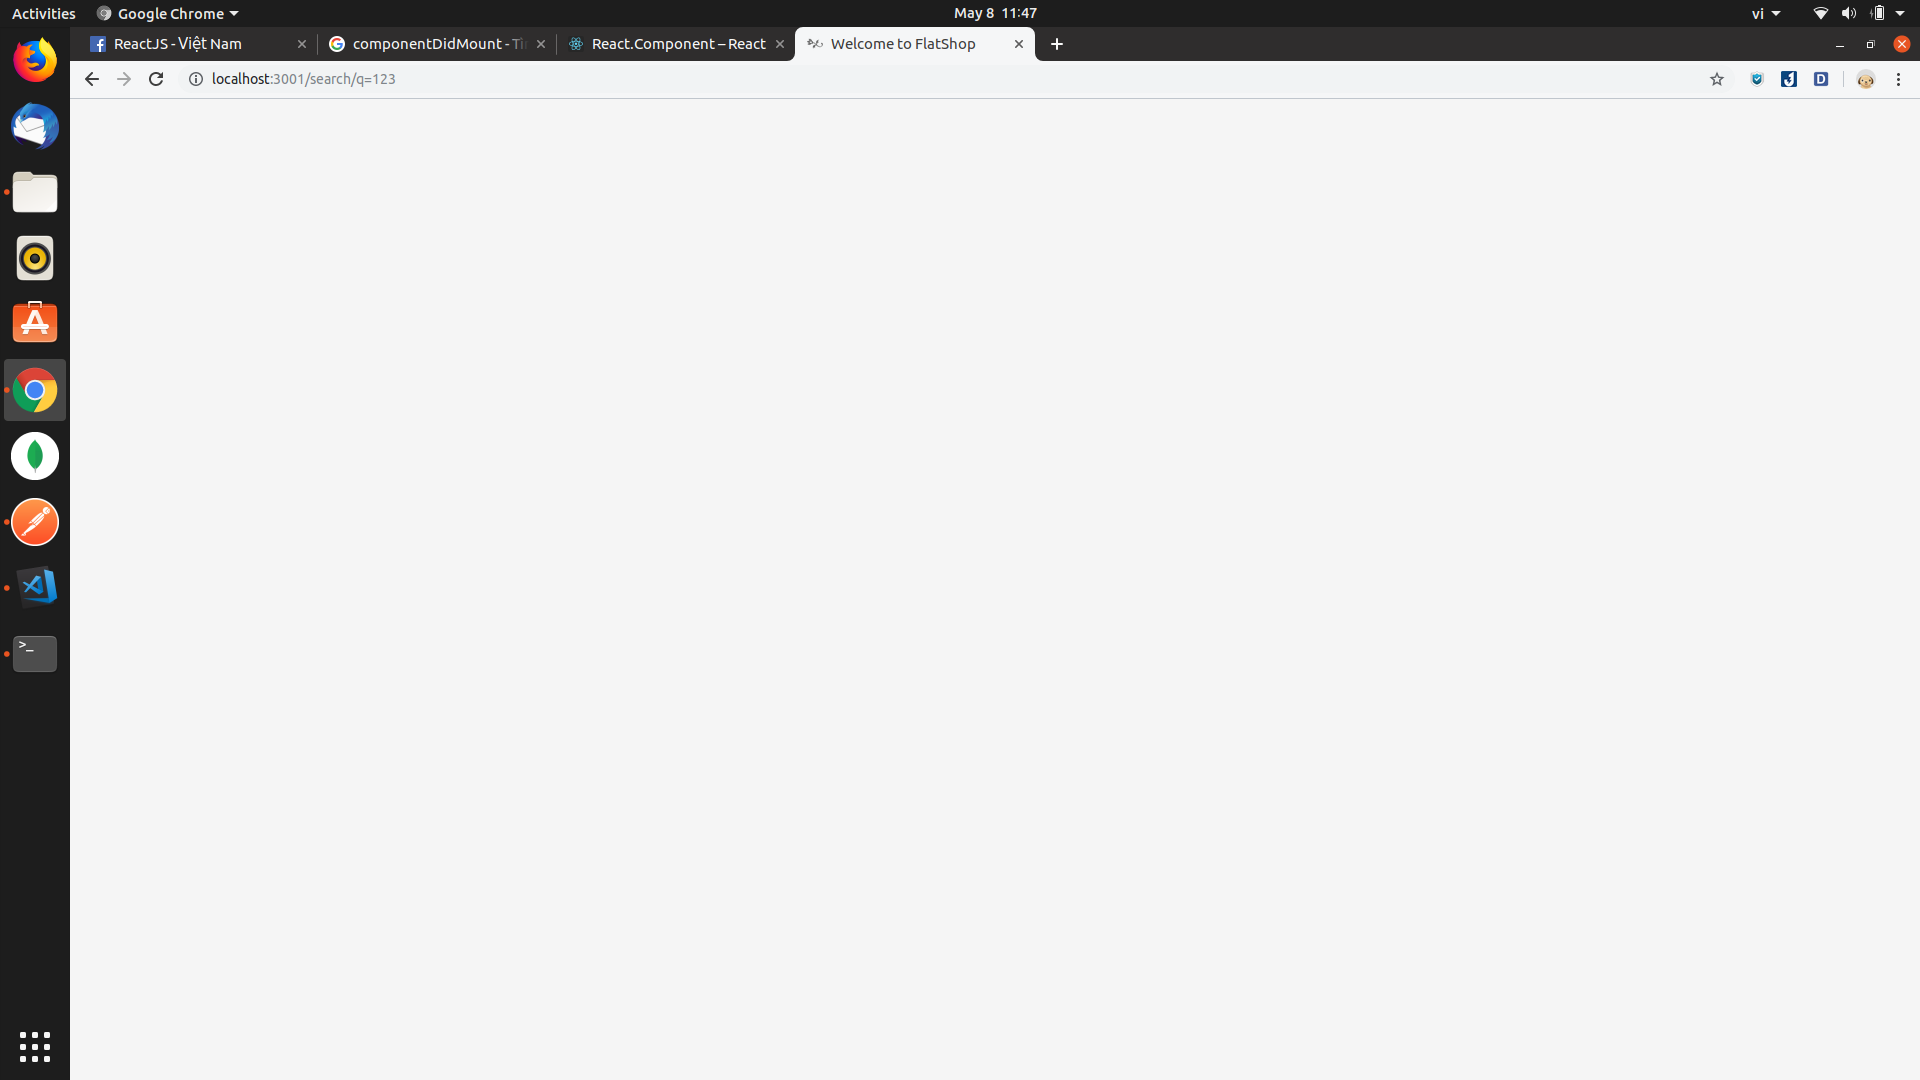 Activities
Google Chrome
May 8 11:47
vi
ReactJS - Việt Nam
componentDidMount - Tì
React.Component – React
Welcome to FlatShop
localhost:3001/search/q=123
D
>_